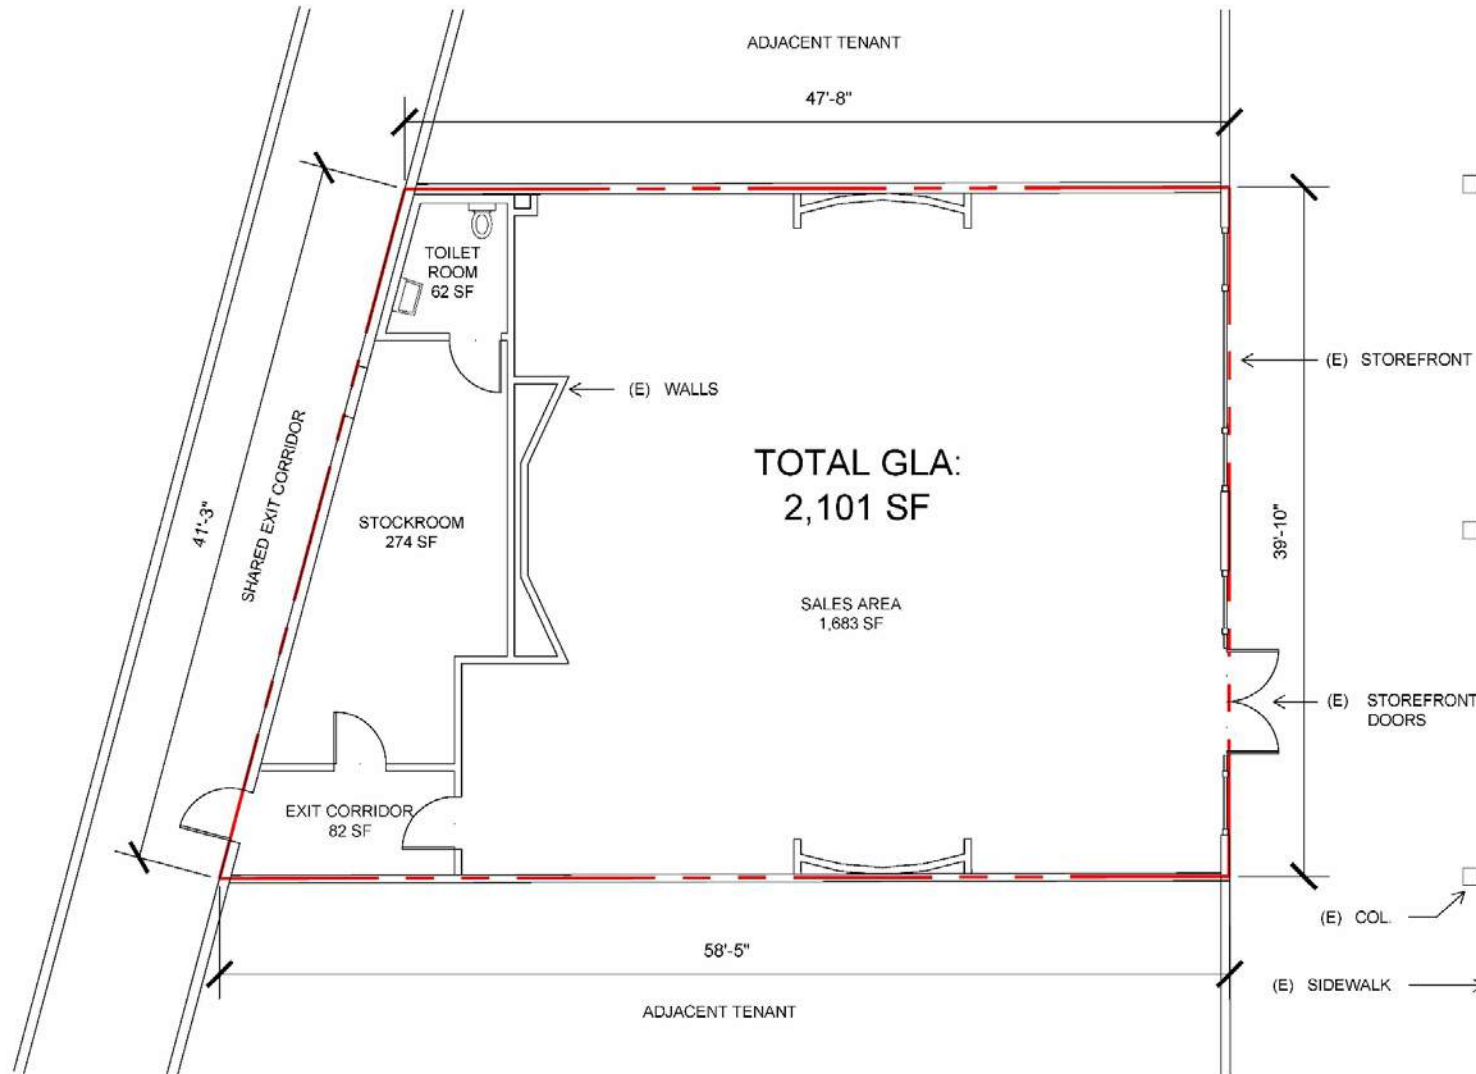 ADJACENT TENANT
47'-8"
TOILET
ROOM
62 SF
(E) STOREFRONT
(E) WALLS
TOTAL GLA:
2,101 SF
SHARED EXIT CORRIDOR
41'-3"
STOCKROOM
274 SF
39'-10"
SALES AREA
1,683 SF
(E) STOREFRONT
DOORS
EXIT CORRIDOR
82 SF
(E) COL.
58'-5"
(E) SIDEWALK
ADJACENT TENANT